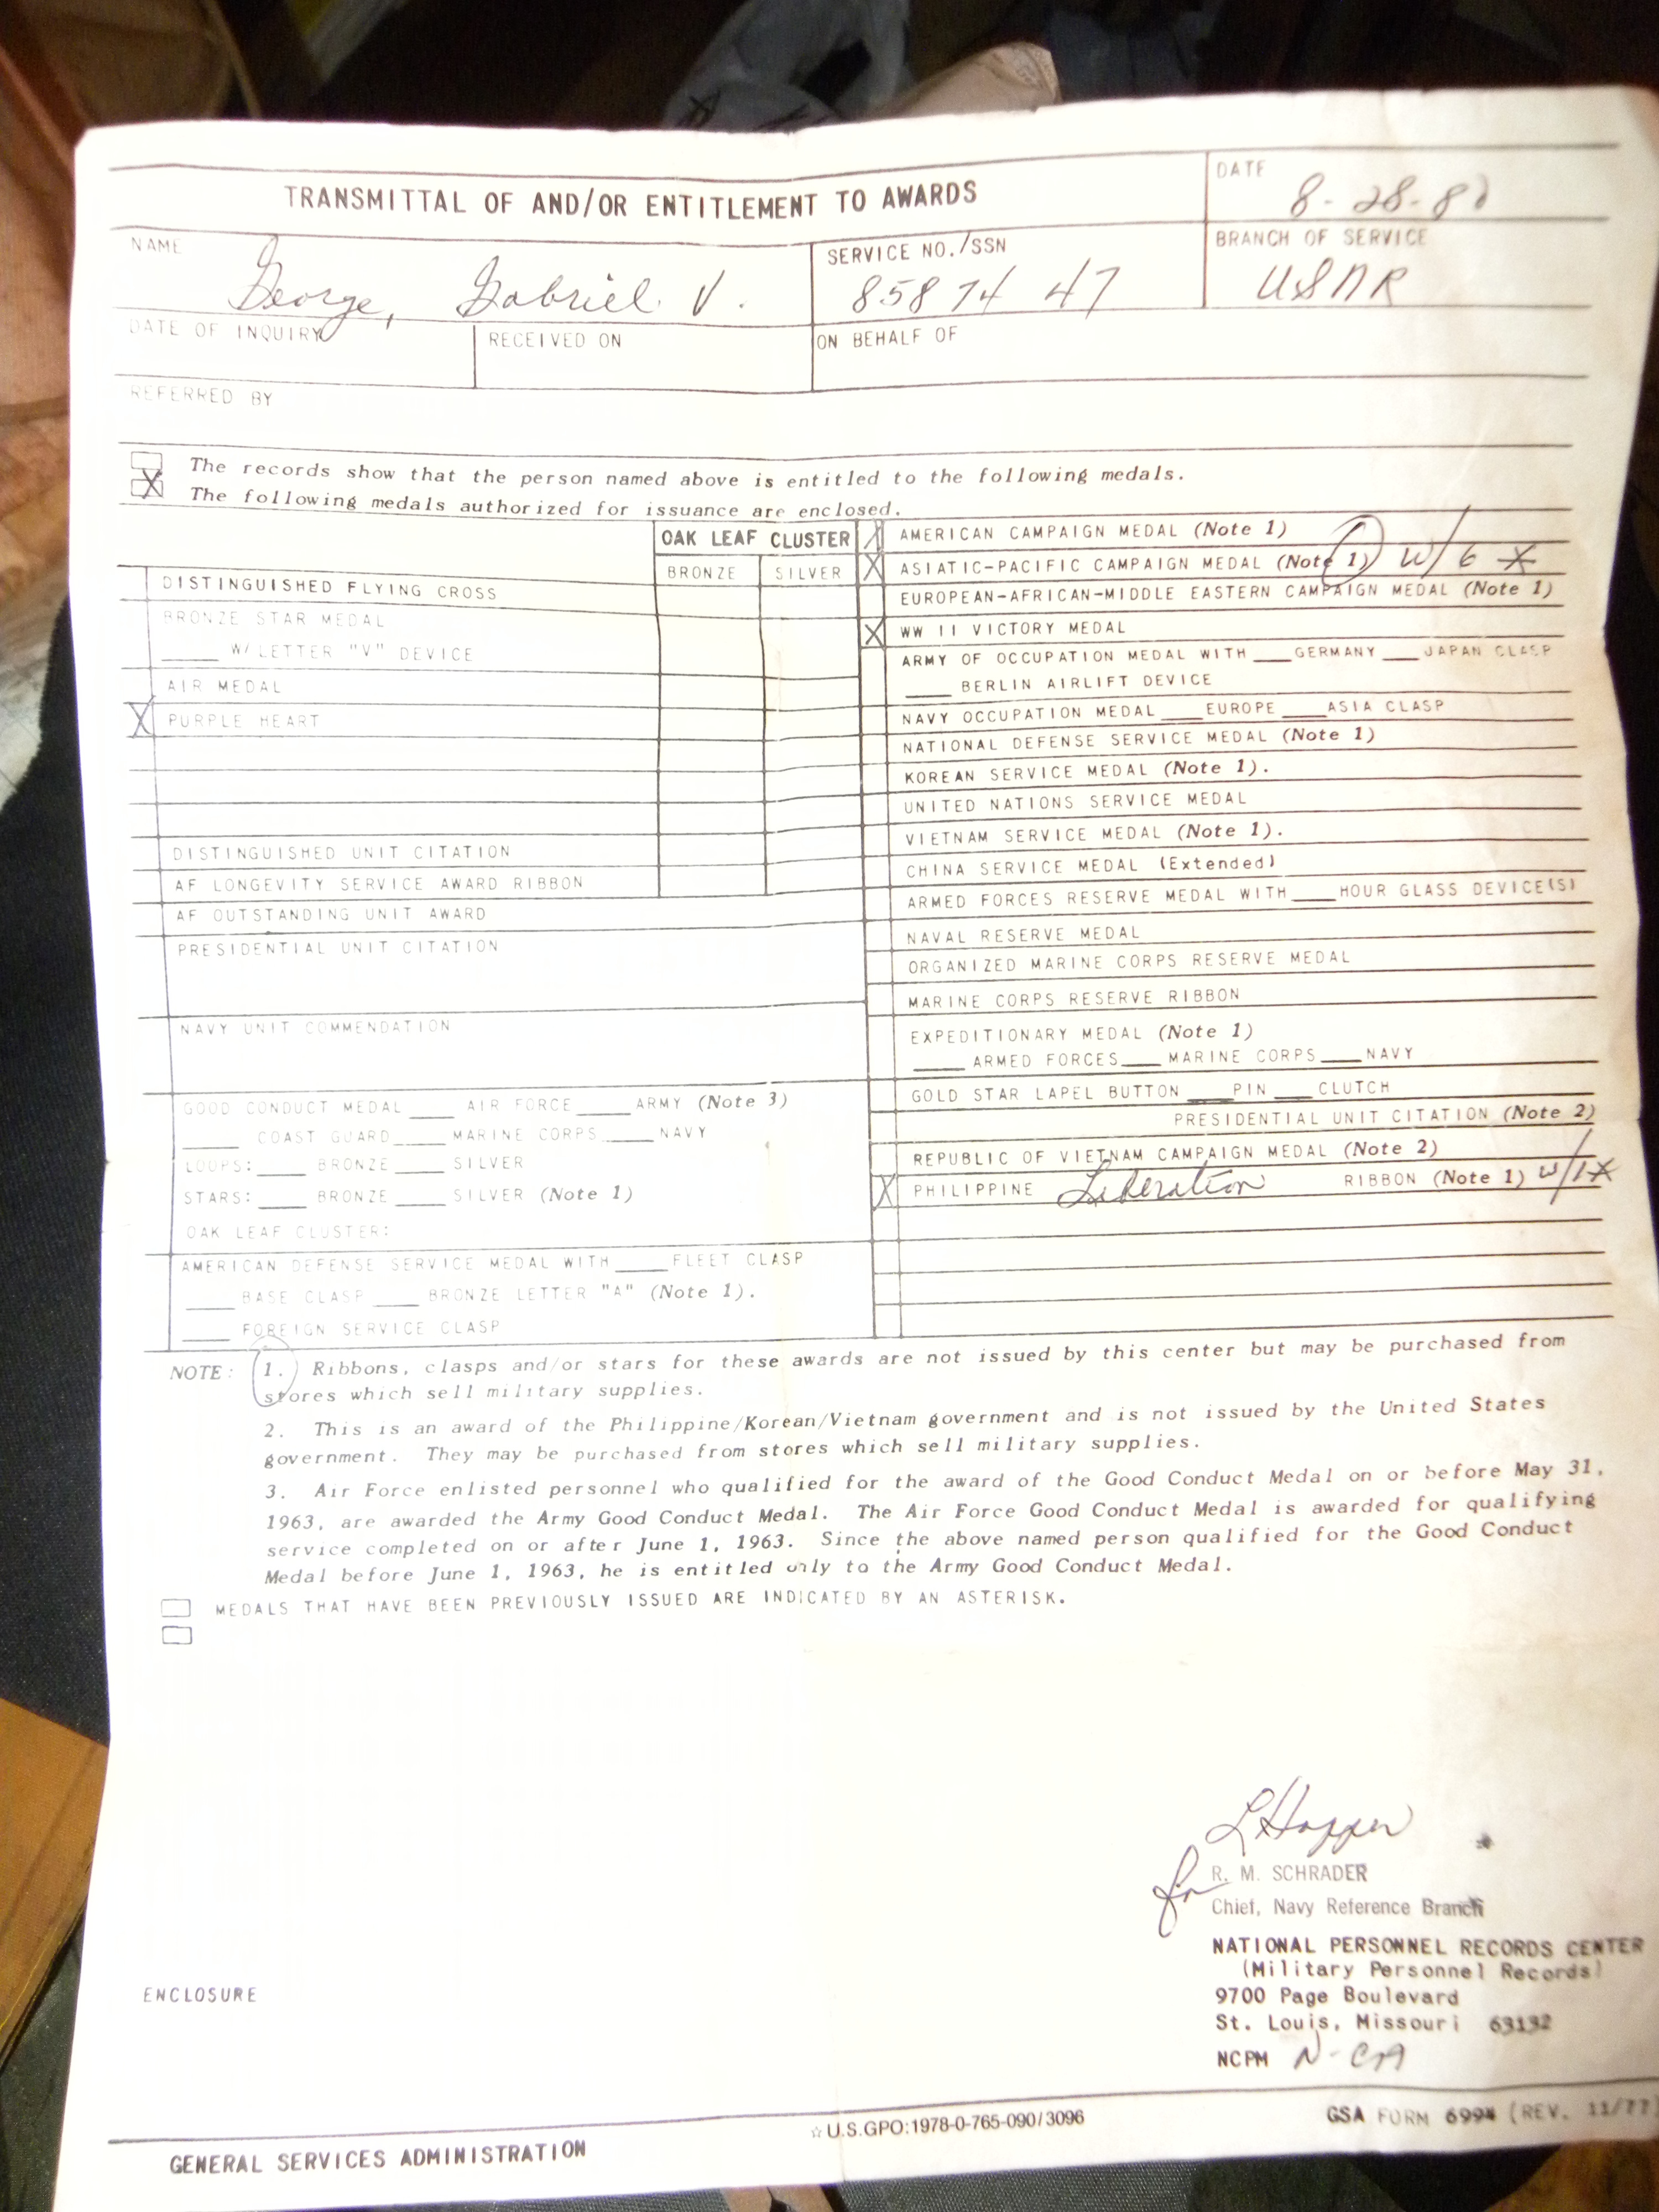 TRANSMITTAL OF AND/OR ENTITLEMENT TO AWARDS
DATE
8-28-80
NAME
George, Gabriel V.
SERVICE NO./SSN
858 74 47
BRANCH OF SERVICE
USNR
DATE OF INQUIRY
RECEIVED ON
ON BEHALF OF
REFERRED BY
The records show that the person named above is entitled to the following medals.
X The following medals authorized for issuance are enclosed.
OAK LEAF CLUSTER
BRONZE SILVER
DISTINGUISHED FLYING CROSS
BRONZE STAR MEDAL
____ W/LETTER "V" DEVICE
AIR MEDAL
X PURPLE HEART
DISTINGUISHED UNIT CITATION
AF LONGEVITY SERVICE AWARD RIBBON
AF OUTSTANDING UNIT AWARD
PRESIDENTIAL UNIT CITATION
NAVY UNIT COMMENDATION
GOOD CONDUCT MEDAL ____ AIR FORCE ____ ARMY (Note 3)
____ COAST GUARD ____ MARINE CORPS ____ NAVY
LOOPS: ____ BRONZE ____ SILVER
STARS: ____ BRONZE ____ SILVER (Note 1)
OAK LEAF CLUSTER:
AMERICAN DEFENSE SERVICE MEDAL WITH ____ FLEET CLASP
____ BASE CLASP ____ BRONZE LETTER "A" (Note 1).
____ FOREIGN SERVICE CLASP
X AMERICAN CAMPAIGN MEDAL (Note 1)
X ASIATIC-PACIFIC CAMPAIGN MEDAL (Note 1) W/6 *
EUROPEAN-AFRICAN-MIDDLE EASTERN CAMPAIGN MEDAL (Note 1)
X WW II VICTORY MEDAL
ARMY OF OCCUPATION MEDAL WITH ____ GERMANY ____ JAPAN CLASP
____ BERLIN AIRLIFT DEVICE
NAVY OCCUPATION MEDAL ____ EUROPE ____ ASIA CLASP
NATIONAL DEFENSE SERVICE MEDAL (Note 1)
KOREAN SERVICE MEDAL (Note 1).
UNITED NATIONS SERVICE MEDAL
VIETNAM SERVICE MEDAL (Note 1).
CHINA SERVICE MEDAL (Extended)
ARMED FORCES RESERVE MEDAL WITH ____ HOUR GLASS DEVICE(S)
NAVAL RESERVE MEDAL
ORGANIZED MARINE CORPS RESERVE MEDAL
MARINE CORPS RESERVE RIBBON
EXPEDITIONARY MEDAL (Note 1)
____ ARMED FORCES ____ MARINE CORPS ____ NAVY
GOLD STAR LAPEL BUTTON ____ PIN ____ CLUTCH
PRESIDENTIAL UNIT CITATION (Note 2)
REPUBLIC OF VIETNAM CAMPAIGN MEDAL (Note 2)
X PHILIPPINE Liberation RIBBON (Note 1) w/1*
NOTE: 1. Ribbons, clasps and/or stars for these awards are not issued by this center but may be purchased from
stores which sell military supplies.
2. This is an award of the Philippine/Korean/Vietnam government and is not issued by the United States
government. They may be purchased from stores which sell military supplies.
3. Air Force enlisted personnel who qualified for the award of the Good Conduct Medal on or before May 31,
1963, are awarded the Army Good Conduct Medal. The Air Force Good Conduct Medal is awarded for qualifying
service completed on or after June 1, 1963. Since the above named person qualified for the Good Conduct
Medal before June 1, 1963, he is entitled only to the Army Good Conduct Medal.
MEDALS THAT HAVE BEEN PREVIOUSLY ISSUED ARE INDICATED BY AN ASTERISK.
L Hopper
for R. M. SCHRADER
Chief, Navy Reference Branch
NATIONAL PERSONNEL RECORDS CENTER
(Military Personnel Records)
9700 Page Boulevard
St. Louis, Missouri 63132
NCPM
ENCLOSURE
☆ U.S.GPO:1978-0-765-090/3096
GSA FORM 6994 (REV. 11/77)
GENERAL SERVICES ADMINISTRATION